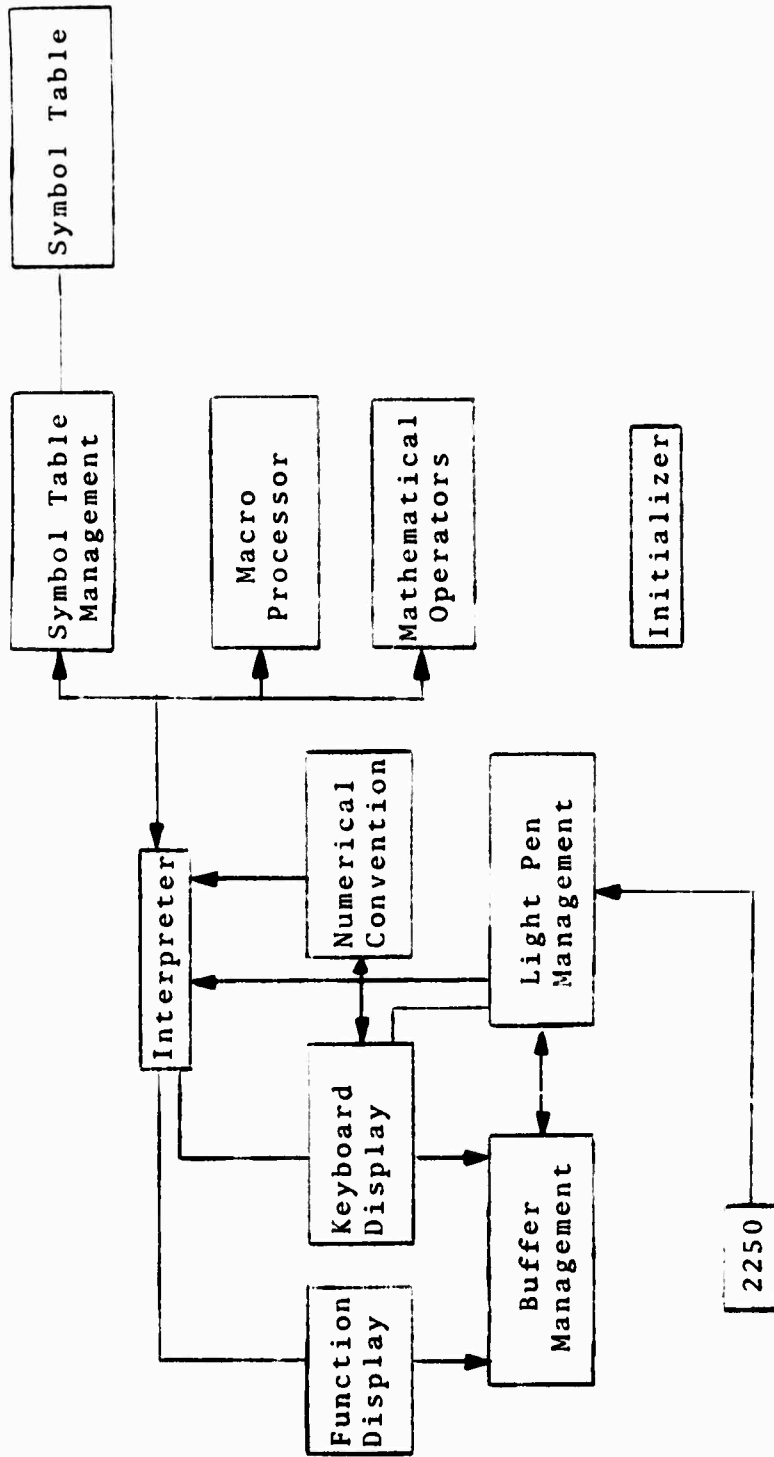 Symbol Table
Symbol Table
Management
Macro
Processor
Mathematical
Operators
Initializer
Interpreter
Numerical
Convention
Light Pen
Management
Keyboard
Display
Function
Display
Buffer
Management
2250